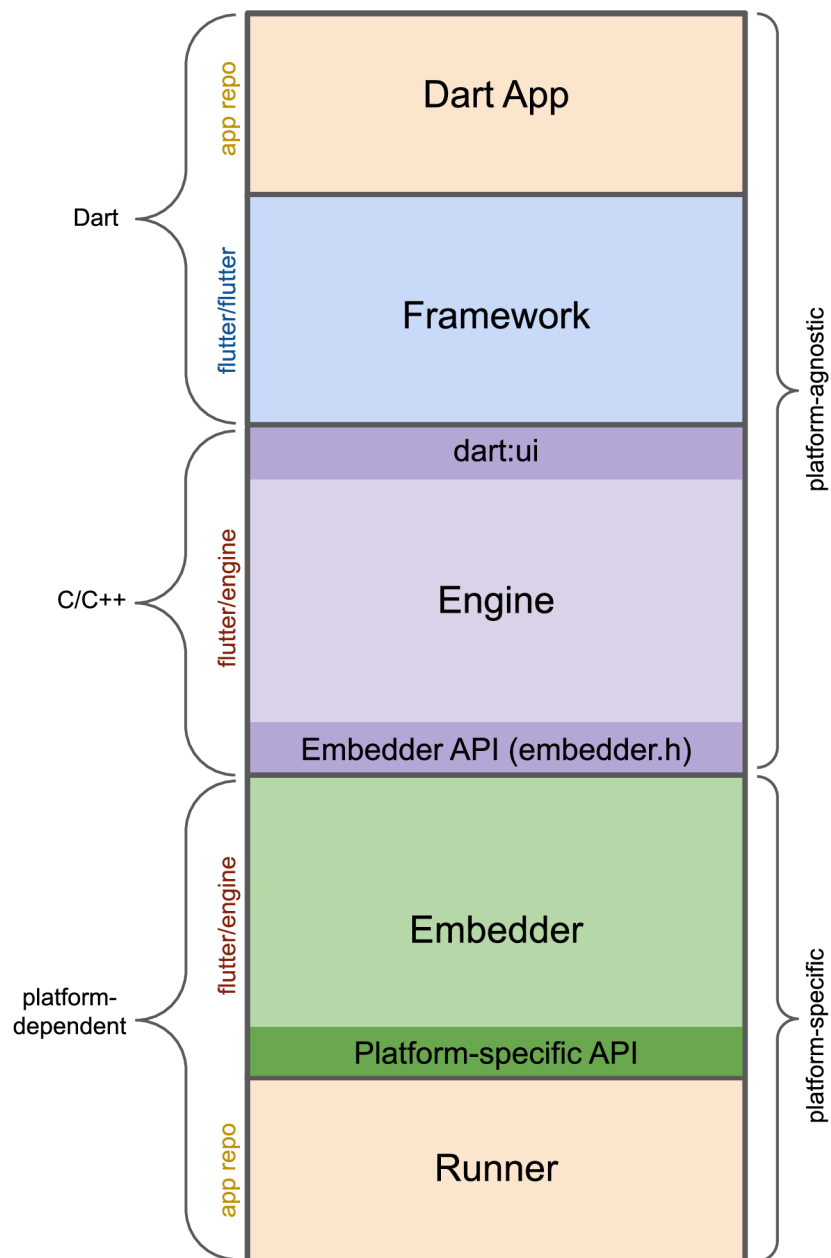 app repo
Dart App
Dart
flutter/flutter
Framework
platform-agnostic
dart:ui
C/C++
flutter/engine
Engine
Embedder API (embedder.h)
flutter/engine
Embedder
platform-
dependent
platform-specific
Platform-specific API
app repo
Runner